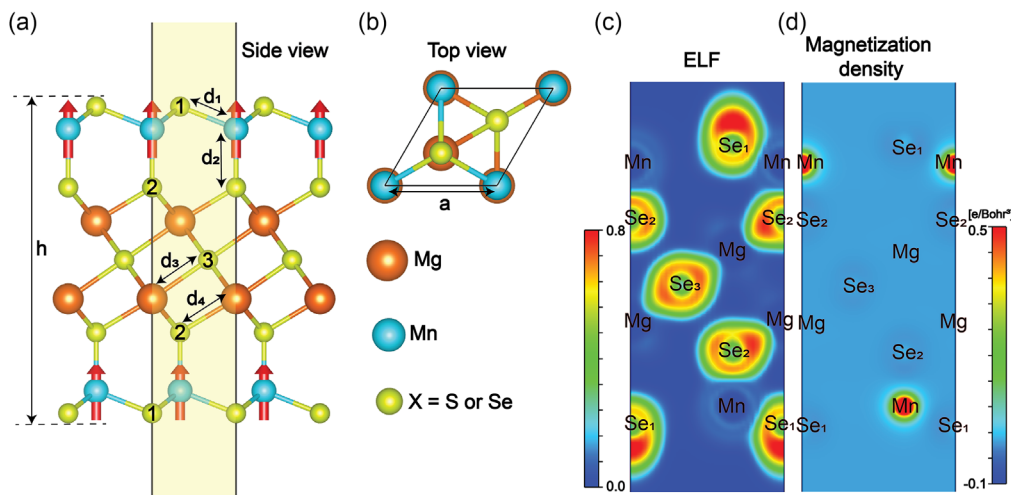 (a)
Side view
1
d₁
d₂
2
h
d₃
3
d₄
2
1
(b)
Top view
a
Mg
Mn
X = S or Se
(c)
ELF
Se₁
Mn
Mn
Se₂
Se₂
Mg
Se₃
Mg
Mg
Se₂
Mn
Se₁
Se₁
0.8
0.0
(d)
Magnetization
density
Se₁
Mn
Mn
Se₂
Se₂
[e/Bohr³]
0.5
Mg
Se₃
Mg
Mg
Se₂
Mn
Se₁
Se₁
-0.1